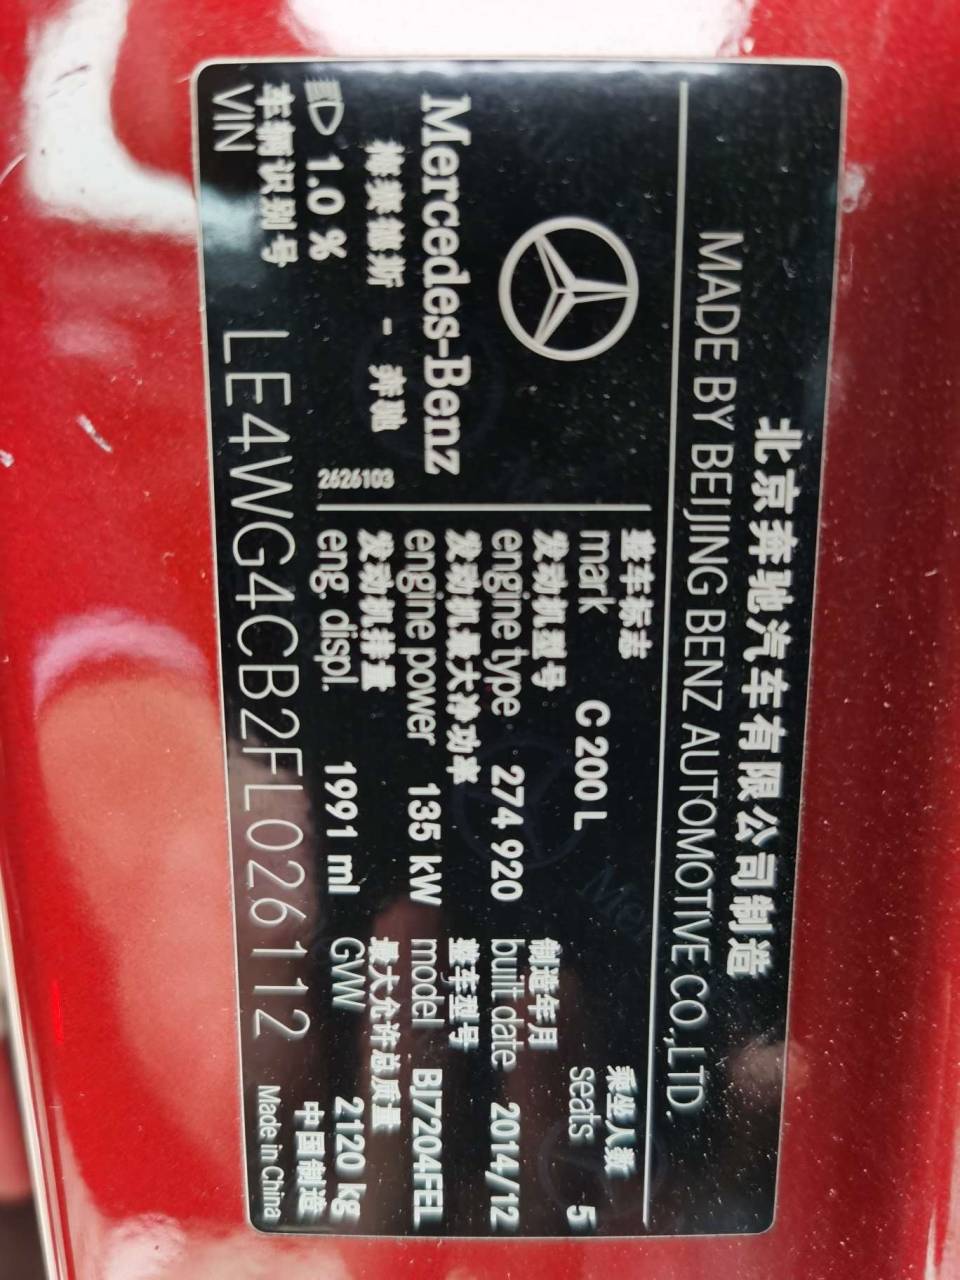 北京奔驰汽车有限公司制造
MADE BY BEIJING BENZ AUTOMOTIVE CO.,LTD.
Mercedes-Benz
梅赛德斯 - 奔驰
1.0 %
2626103
整车标志
mark C 200 L
乘坐人数
seats 5
发动机型号
engine type 274 920
制造年月
built date 2014/12
发动机最大净功率
engine power 135 kW
整车型号
model BJ7204FEL
发动机排量
eng. displ. 1991 ml
最大允许总质量
GVW 2120 kg
车辆识别号
VIN LE4WG4CB2FL026112
中国制造
Made in China